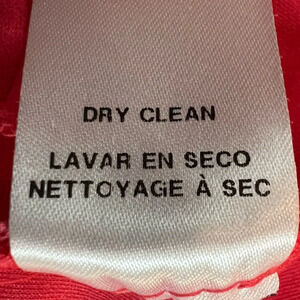 DRY CLEAN
LAVAR EN SECO
NETTOYAGE À SEC